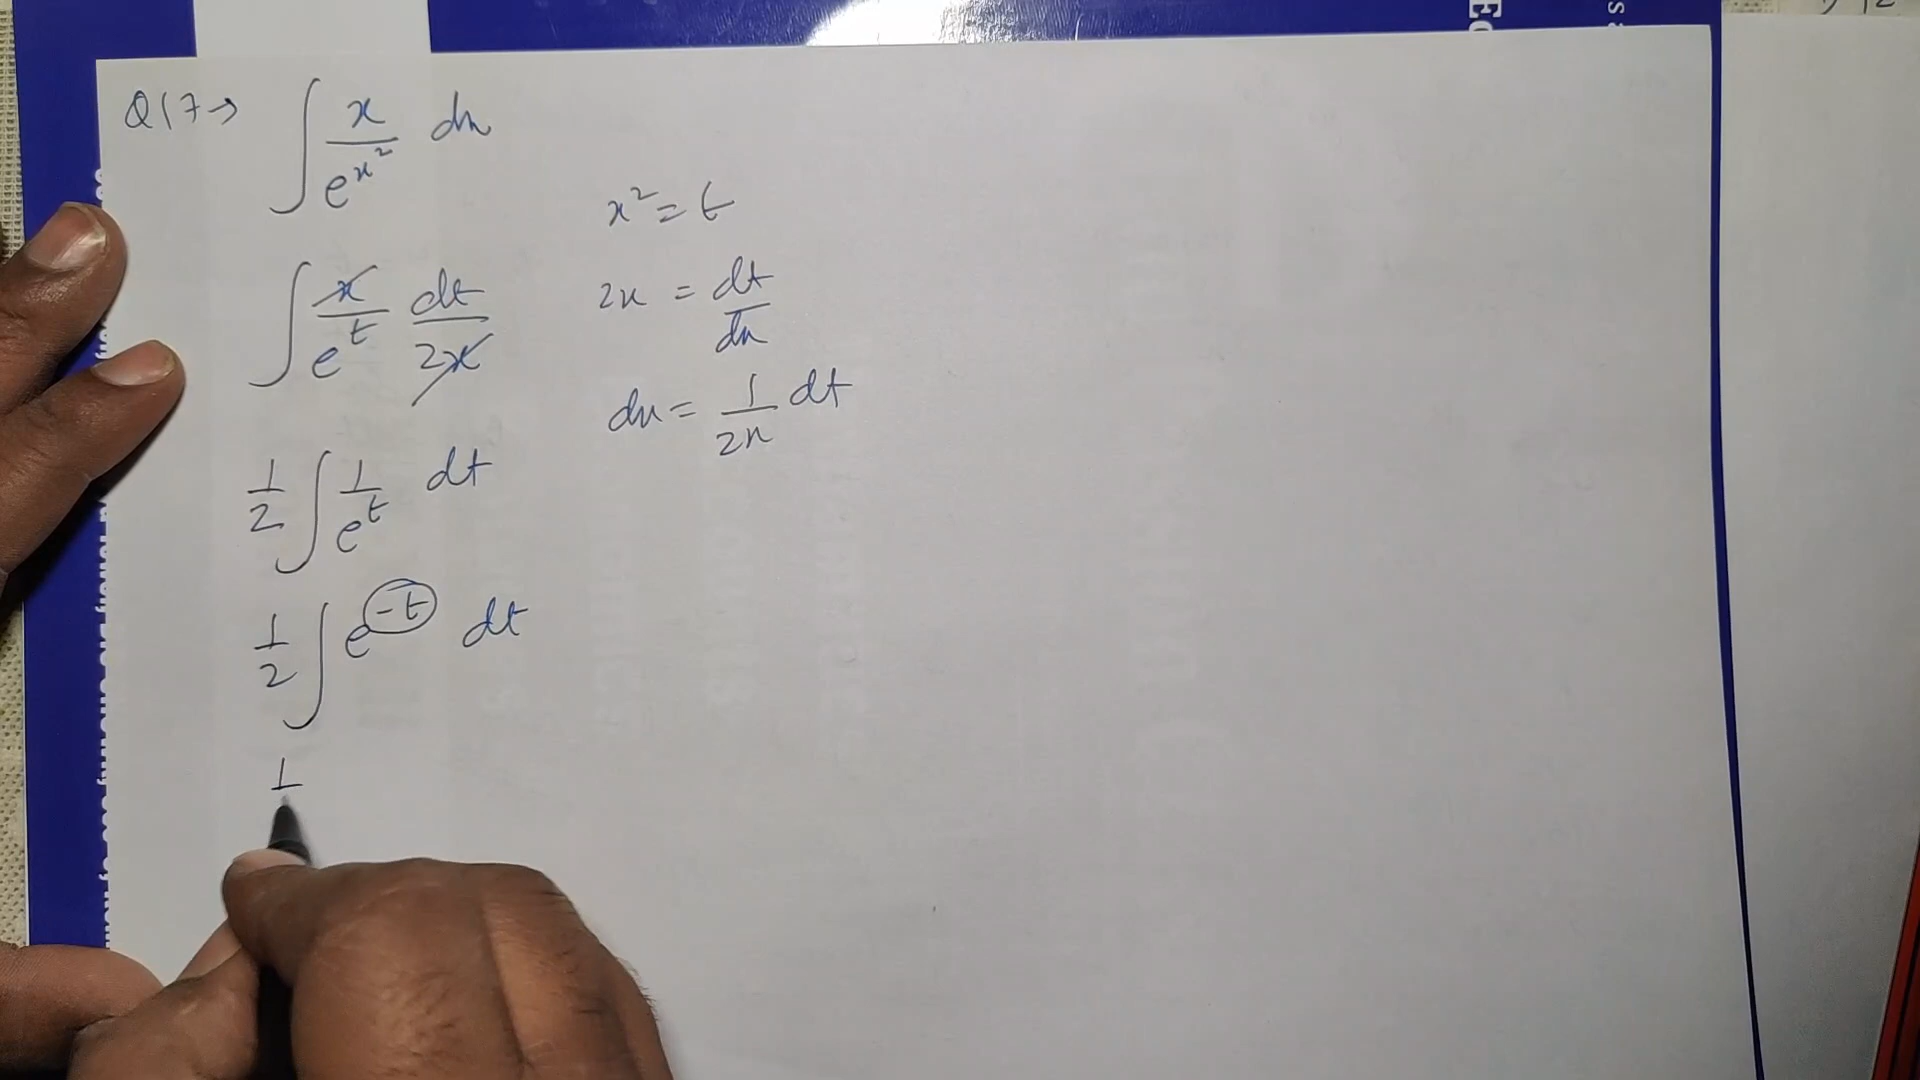 Q17→ ∫ x/e^x² dx
x² = t
∫ x/e^t dt/2x
2x = dt/dx
dx = 1/2x dt
1/2 ∫ 1/e^t dt
1/2 ∫ e^-t dt
1